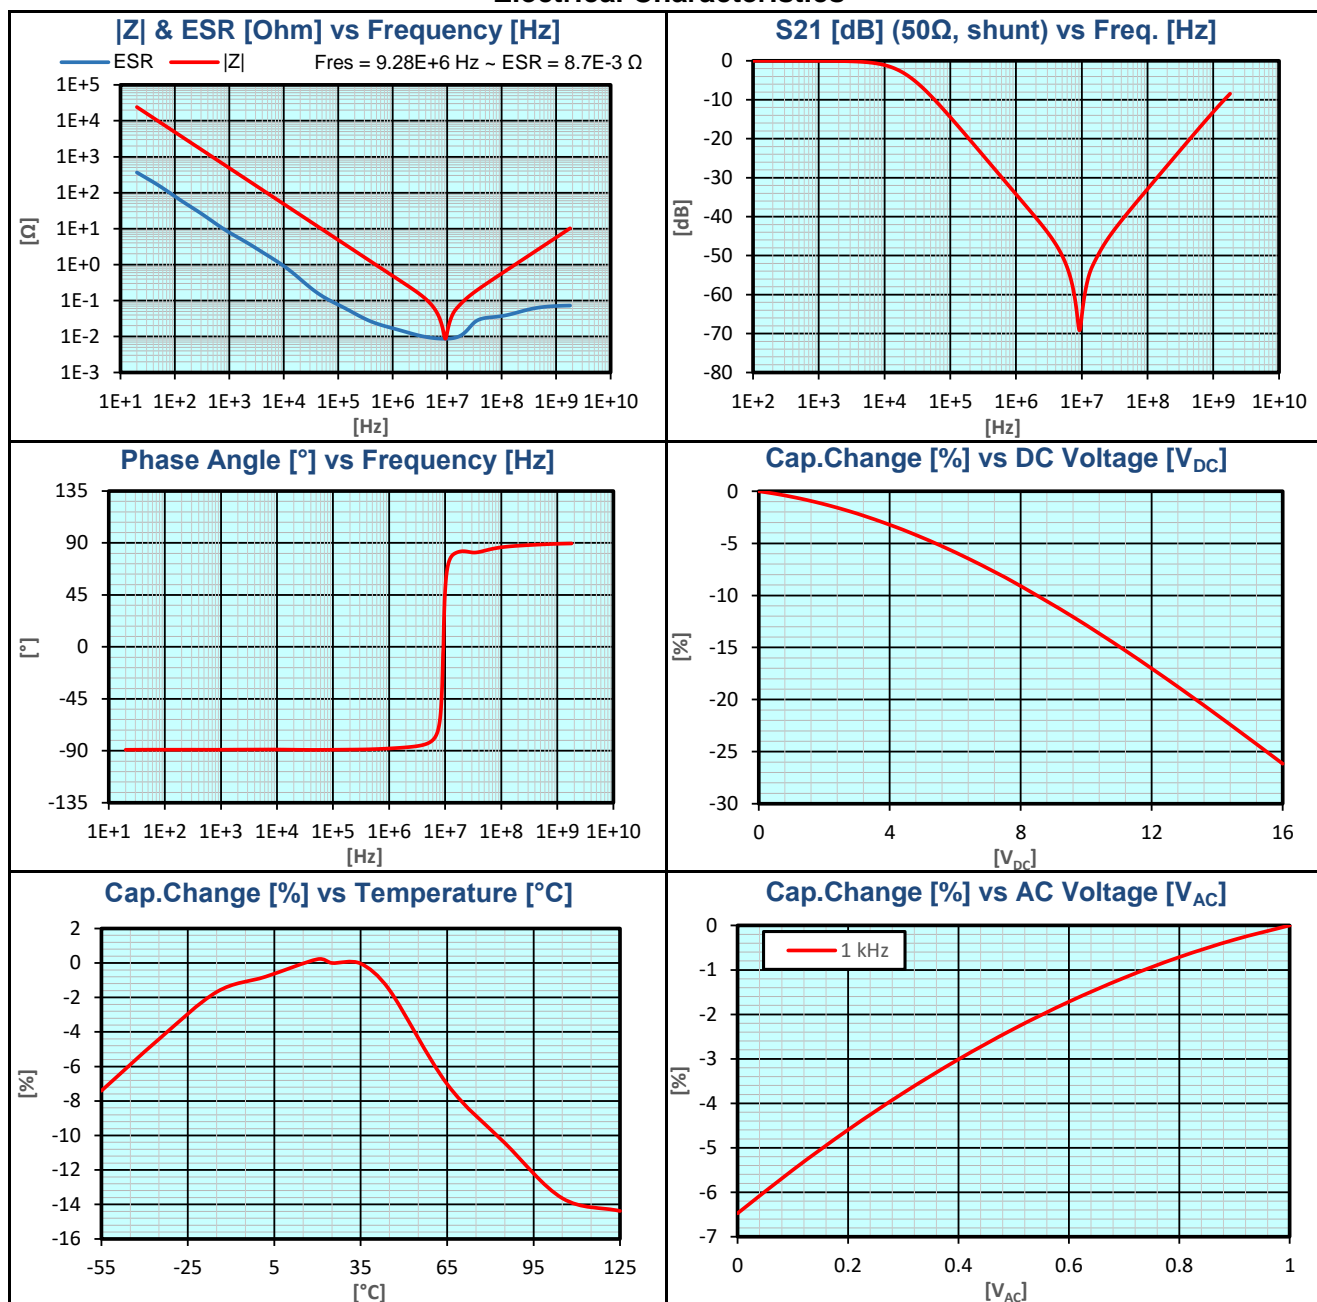 |Z| & ESR [Ohm] vs Frequency [Hz]
ESR |Z| Fres = 9.28E+6 Hz ~ ESR = 8.7E-3 Ω
1E+5
1E+4
1E+3
1E+2
1E+1
1E+0
1E-1
1E-2
1E-3
[Ω]
1E+1 1E+2 1E+3 1E+4 1E+5 1E+6 1E+7 1E+8 1E+9 1E+10
[Hz]
S21 [dB] (50Ω, shunt) vs Freq. [Hz]
0
-10
-20
-30
-40
-50
-60
-70
-80
[dB]
1E+2 1E+3 1E+4 1E+5 1E+6 1E+7 1E+8 1E+9 1E+10
[Hz]
Phase Angle [°] vs Frequency [Hz]
135
90
45
0
-45
-90
-135
[°]
1E+1 1E+2 1E+3 1E+4 1E+5 1E+6 1E+7 1E+8 1E+9 1E+10
[Hz]
Cap.Change [%] vs DC Voltage [VDC]
0
-5
-10
-15
-20
-25
-30
[%]
0 4 8 12 16
[VDC]
Cap.Change [%] vs Temperature [°C]
2
0
-2
-4
-6
-8
-10
-12
-14
-16
[%]
-55 -25 5 35 65 95 125
[°C]
Cap.Change [%] vs AC Voltage [VAC]
1 kHz
0
-1
-2
-3
-4
-5
-6
-7
[%]
0 0.2 0.4 0.6 0.8 1
[VAC]